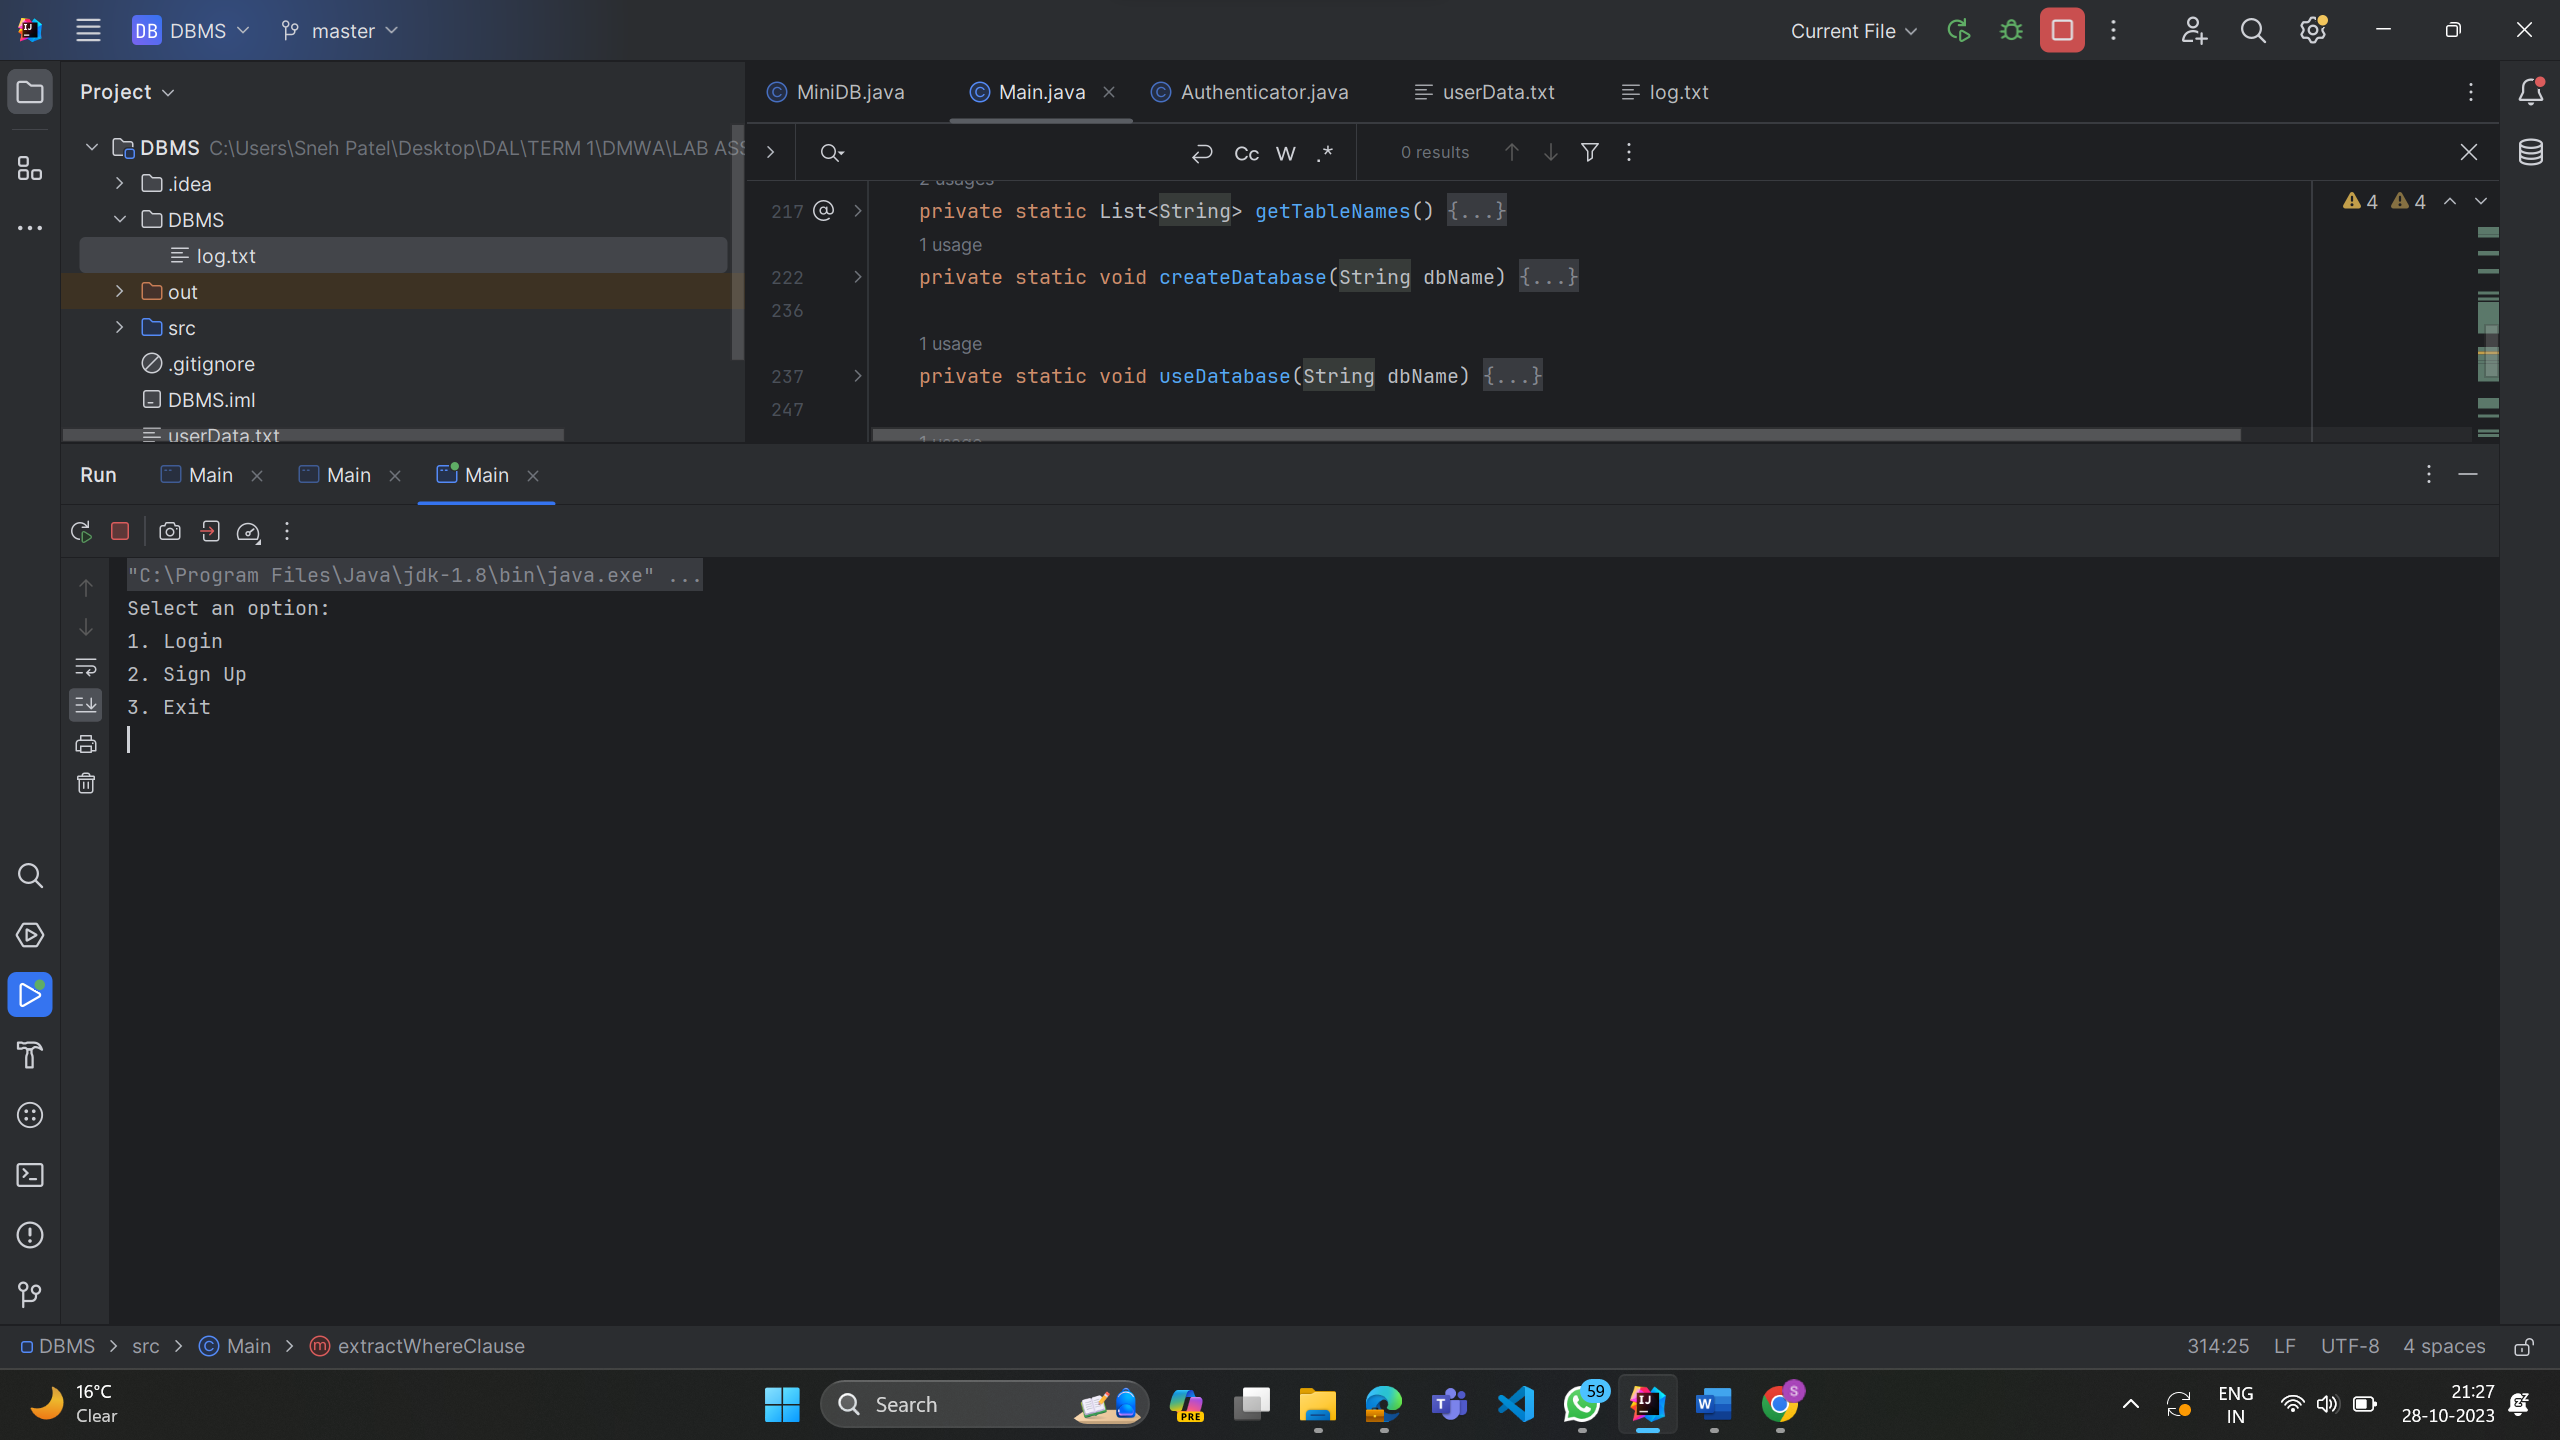 DB DBMS master Current File
Project
MiniDB.java Main.java Authenticator.java userData.txt log.txt
DBMS C:\Users\Sneh Patel\Desktop\DAL\TERM 1\DMWA\LAB ASS
Cc W .* 0 results
.idea
DBMS
log.txt
out
src
.gitignore
DBMS.iml
userData.txt
2 usages
217 @ private static List<String> getTableNames() {...}
4 4
1 usage
222 private static void createDatabase(String dbName) {...}
236
1 usage
237 private static void useDatabase(String dbName) {...}
247
1 usage
Run Main Main Main
"C:\Program Files\Java\jdk-1.8\bin\java.exe" ...
Select an option:
1. Login
2. Sign Up
3. Exit
DBMS > src > Main > extractWhereClause 314:25 LF UTF-8 4 spaces
16°C
Clear
Search
PRE
59
S
ENG
IN
21:27
28-10-2023